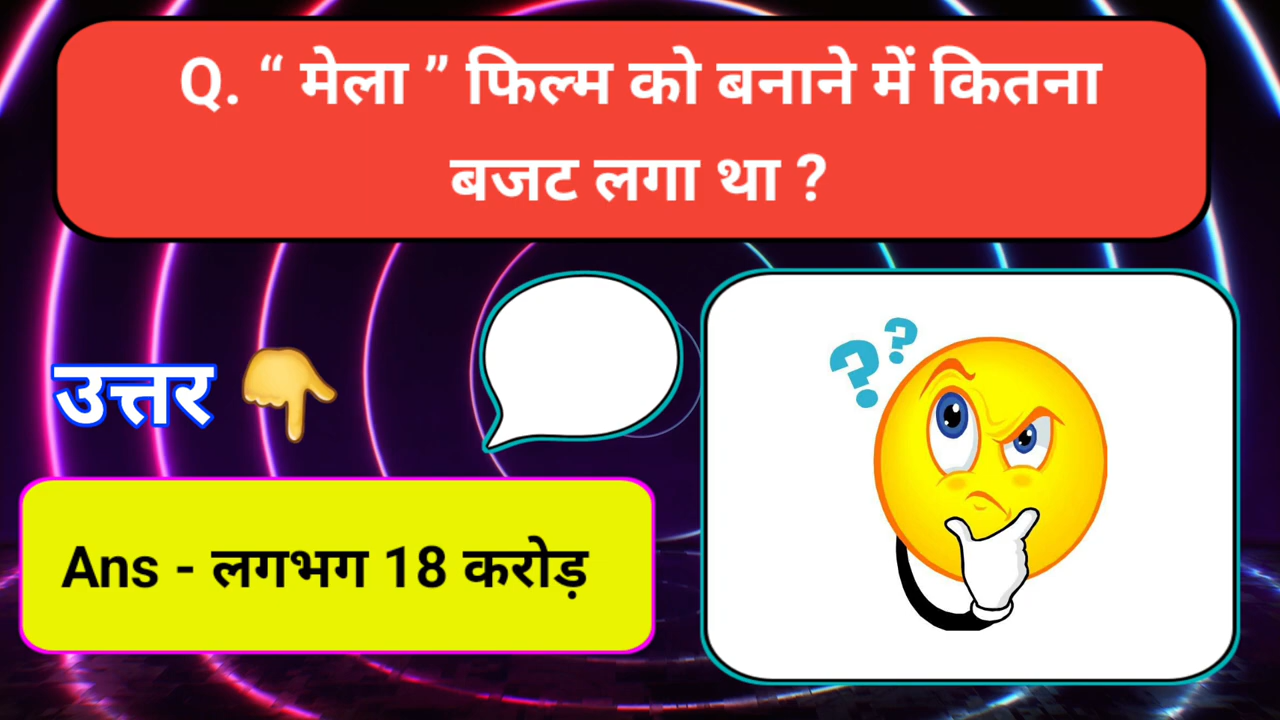 Q. “ मेला ” फिल्म को बनाने में कितना
बजट लगा था ?
उत्तर 👇
Ans - लगभग 18 करोड़
??